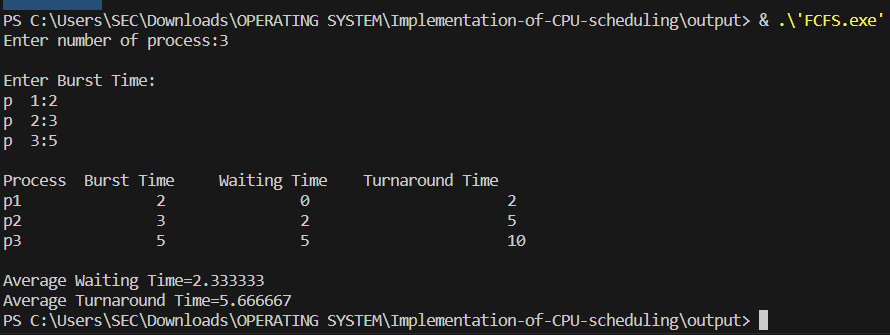 PS C:\Users\SEC\Downloads\OPERATING SYSTEM\Implementation-of-CPU-scheduling\output> & .\'FCFS.exe'
Enter number of process:3
Enter Burst Time:
p  1:2
p  2:3
p  3:5
Process  Burst Time     Waiting Time    Turnaround Time
p1               2               0                      2
p2               3               2                      5
p3               5               5                      10
Average Waiting Time=2.333333
Average Turnaround Time=5.666667
PS C:\Users\SEC\Downloads\OPERATING SYSTEM\Implementation-of-CPU-scheduling\output>